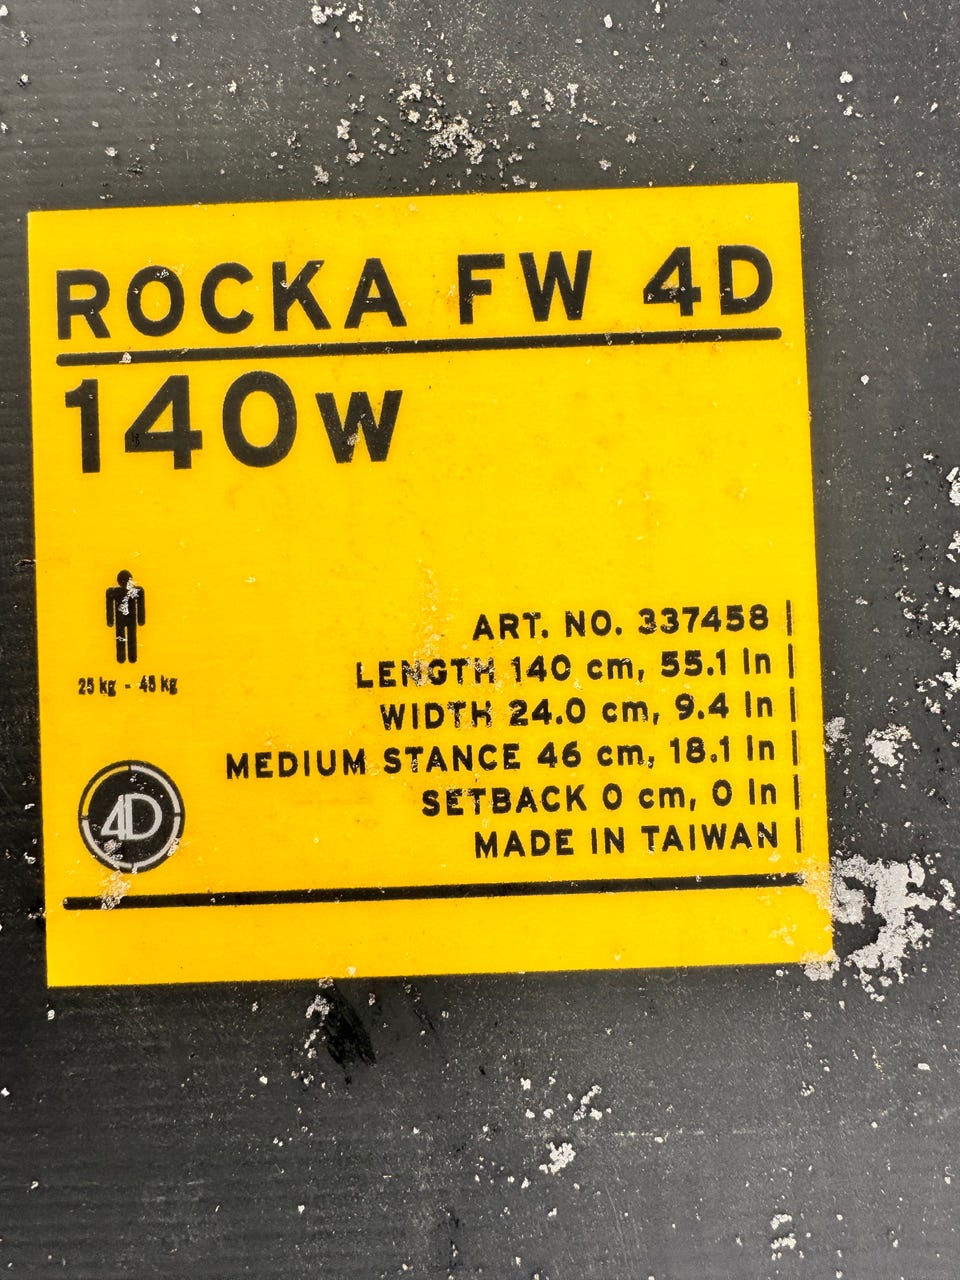 ROCKA FW 4D
140W
ART. NO. 337458
LENGTH 140 cm, 55.1 in
WIDTH 24.0 cm, 9.4 in
MEDIUM STANCE 46 cm, 18.1 in
SETBACK 0 cm, 0 in
MADE IN TAIWAN
25 kg - 45 kg
4D